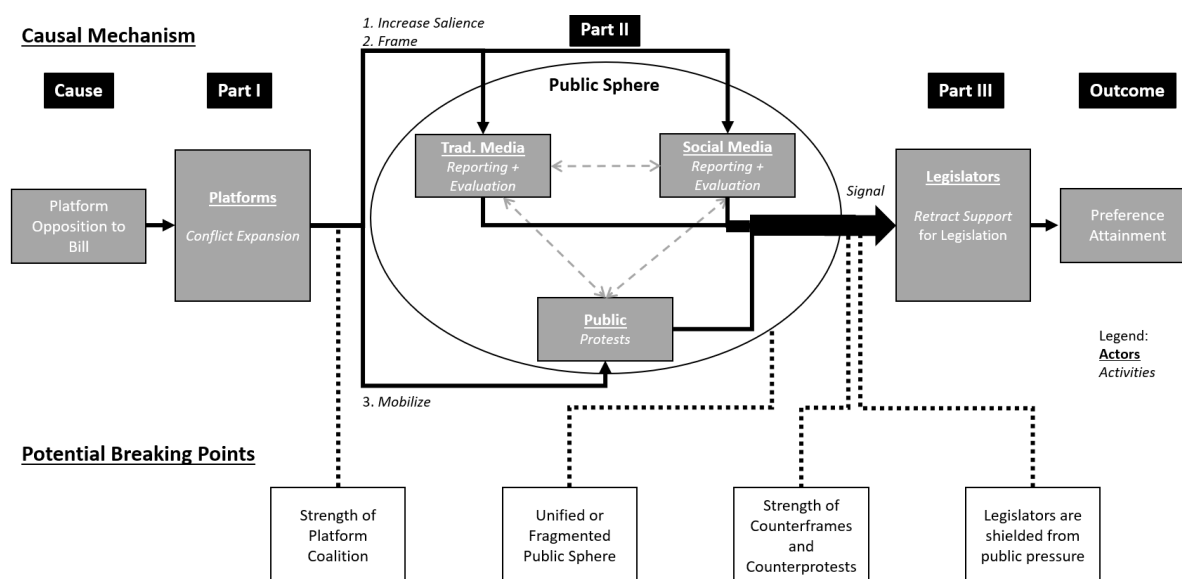 Causal Mechanism
1. Increase Salience
2. Frame
Part II
Cause
Part I
Public Sphere
Part III
Outcome
Platform
Opposition to
Bill
Platforms
Conflict Expansion
Trad. Media
Reporting +
Evaluation
Social Media
Reporting +
Evaluation
Public
Protests
Signal
Legislators
Retract Support
for Legislation
Preference
Attainment
3. Mobilize
Legend:
Actors
Activities
Potential Breaking Points
Strength of
Platform
Coalition
Unified or
Fragmented
Public Sphere
Strength of
Counterframes
and
Counterprotests
Legislators are
shielded from
public pressure